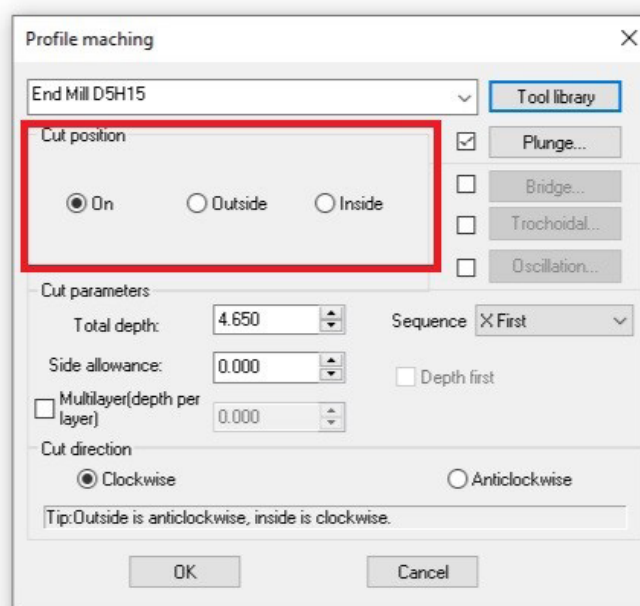 Profile maching
End Mill D5H15
Tool library
Cut position
Plunge...
On Outside Inside
Bridge...
Trochoidal...
Oscillation...
Cut parameters
Total depth: 4.650
Sequence X First
Side allowance: 0.000
Depth first
Multilayer(depth per
layer) 0.000
Cut direction
Clockwise Anticlockwise
Tip:Outside is anticlockwise, inside is clockwise.
OK Cancel